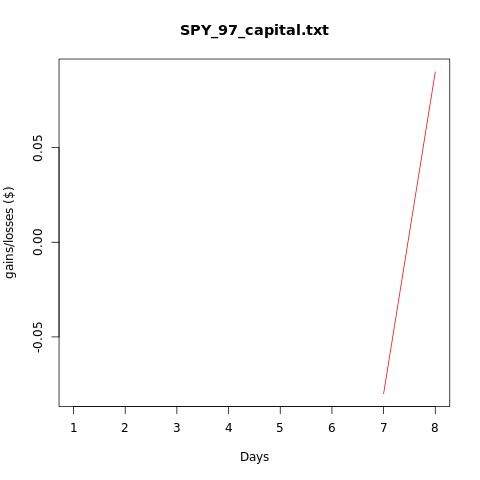 SPY_97_capital.txt
gains/losses ($)
0.05
0.00
-0.05
1 2 3 4 5 6 7 8
Days